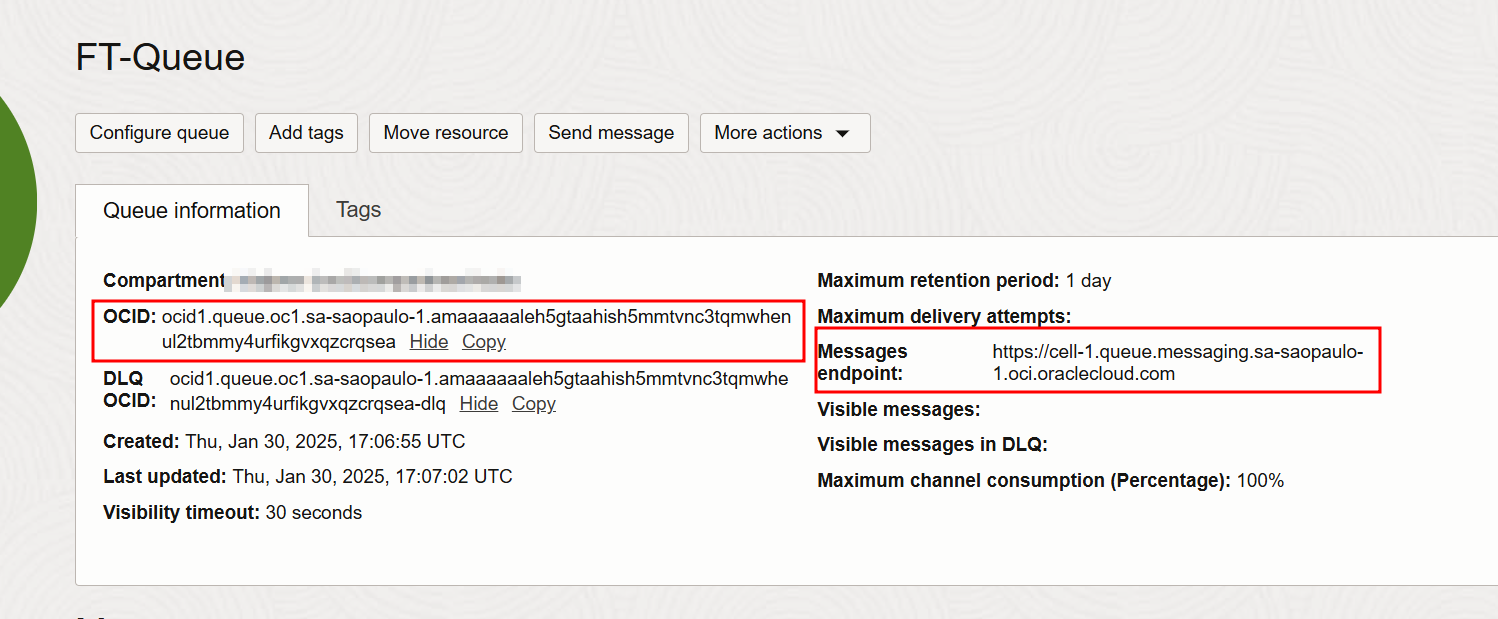 FT-Queue
Configure queue Add tags Move resource Send message More actions
Queue information Tags
Compartment
OCID: ocid1.queue.oc1.sa-saopaulo-1.amaaaaaaleh5gtaahish5mmtvnc3tqmwhen
ul2tbmmy4urfikgvxqzcrqsea Hide Copy
DLQ OCID: ocid1.queue.oc1.sa-saopaulo-1.amaaaaaaleh5gtaahish5mmtvnc3tqmwhe
nul2tbmmy4urfikgvxqzcrqsea-dlq Hide Copy
Created: Thu, Jan 30, 2025, 17:06:55 UTC
Last updated: Thu, Jan 30, 2025, 17:07:02 UTC
Visibility timeout: 30 seconds
Maximum retention period: 1 day
Maximum delivery attempts:
Messages endpoint: https://cell-1.queue.messaging.sa-saopaulo-
1.oci.oraclecloud.com
Visible messages:
Visible messages in DLQ:
Maximum channel consumption (Percentage): 100%